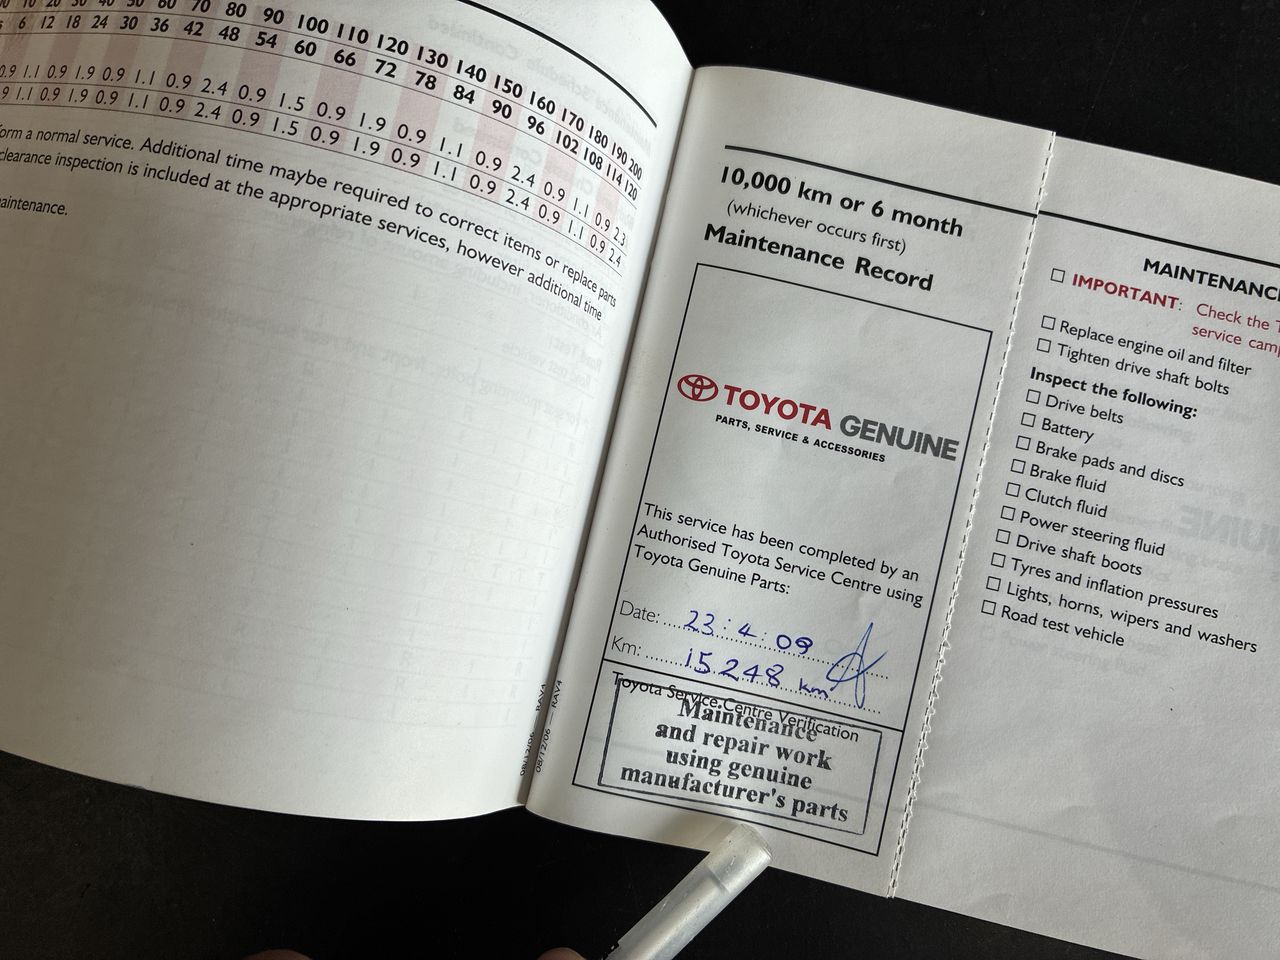 10 20 30 40 50 60 70 80 90 100 110 120 130 140 150 160 170 180 190 200
6 12 18 24 30 36 42 48 54 60 66 72 78 84 90 96 102 108 114 120
0.9 1.1 0.9 1.9 0.9 1.1 0.9 2.4 0.9 1.5 0.9 1.9 0.9 1.1 0.9 2.4 0.9 1.1 0.9 2.3
9 1.1 0.9 1.9 0.9 1.1 0.9 2.4 0.9 1.5 0.9 1.9 0.9 1.1 0.9 2.4 0.9 1.1 0.9 2.4
orm a normal service. Additional time maybe required to correct items or replace parts
clearance inspection is included at the appropriate services, however additional time
aintenance.
08/12/06 — RAV4
10,000 km or 6 month
(whichever occurs first)
Maintenance Record
TOYOTA GENUINE
PARTS, SERVICE & ACCESSORIES
This service has been completed by an
Authorised Toyota Service Centre using
Toyota Genuine Parts:
Date: 23:4:09
Km: 15248 km
Toyota Service Centre Verification
Maintenance
and repair work
using genuine
manufacturer's parts
MAINTENANC
IMPORTANT: Check the T
service camp
Replace engine oil and filter
Tighten drive shaft bolts
Inspect the following:
Drive belts
Battery
Brake pads and discs
Brake fluid
Clutch fluid
Power steering fluid
Drive shaft boots
Tyres and inflation pressures
Lights, horns, wipers and washers
Road test vehicle